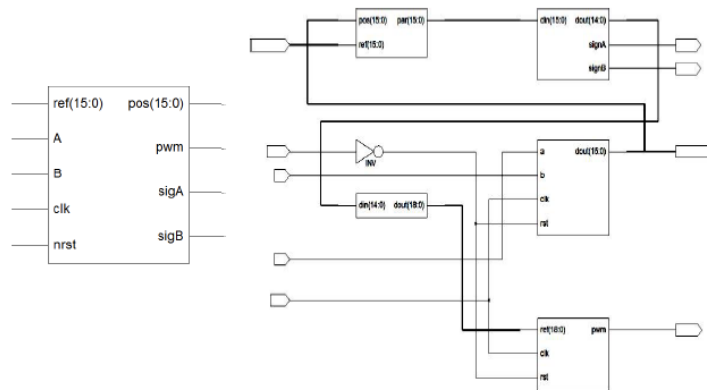 ref(15:0) pos(15:0)
A
pwm
B
sigA
clk
sigB
nrst
pos(15:0) par(15:0)
ref(15:0)
din(15:0) dout(14:0)
signA
signB
INV
a dout(15:0)
b
clk
rst
din(14:0) dout(18:0)
ref(18:0) pwm
clk
rst